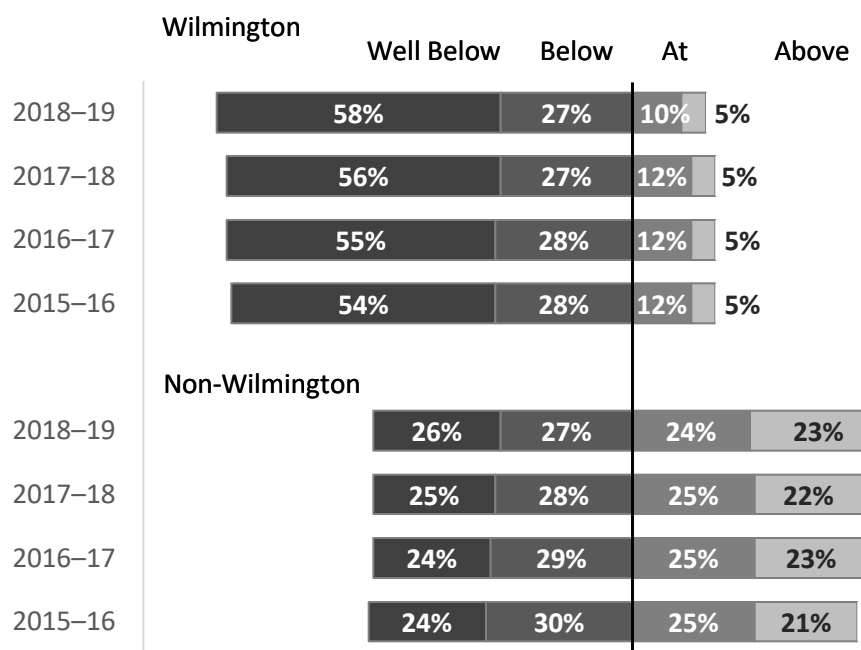 Wilmington
Well Below Below At Above
2018–19 58% 27% 10% 5%
2017–18 56% 27% 12% 5%
2016–17 55% 28% 12% 5%
2015–16 54% 28% 12% 5%
Non-Wilmington
2018–19 26% 27% 24% 23%
2017–18 25% 28% 25% 22%
2016–17 24% 29% 25% 23%
2015–16 24% 30% 25% 21%